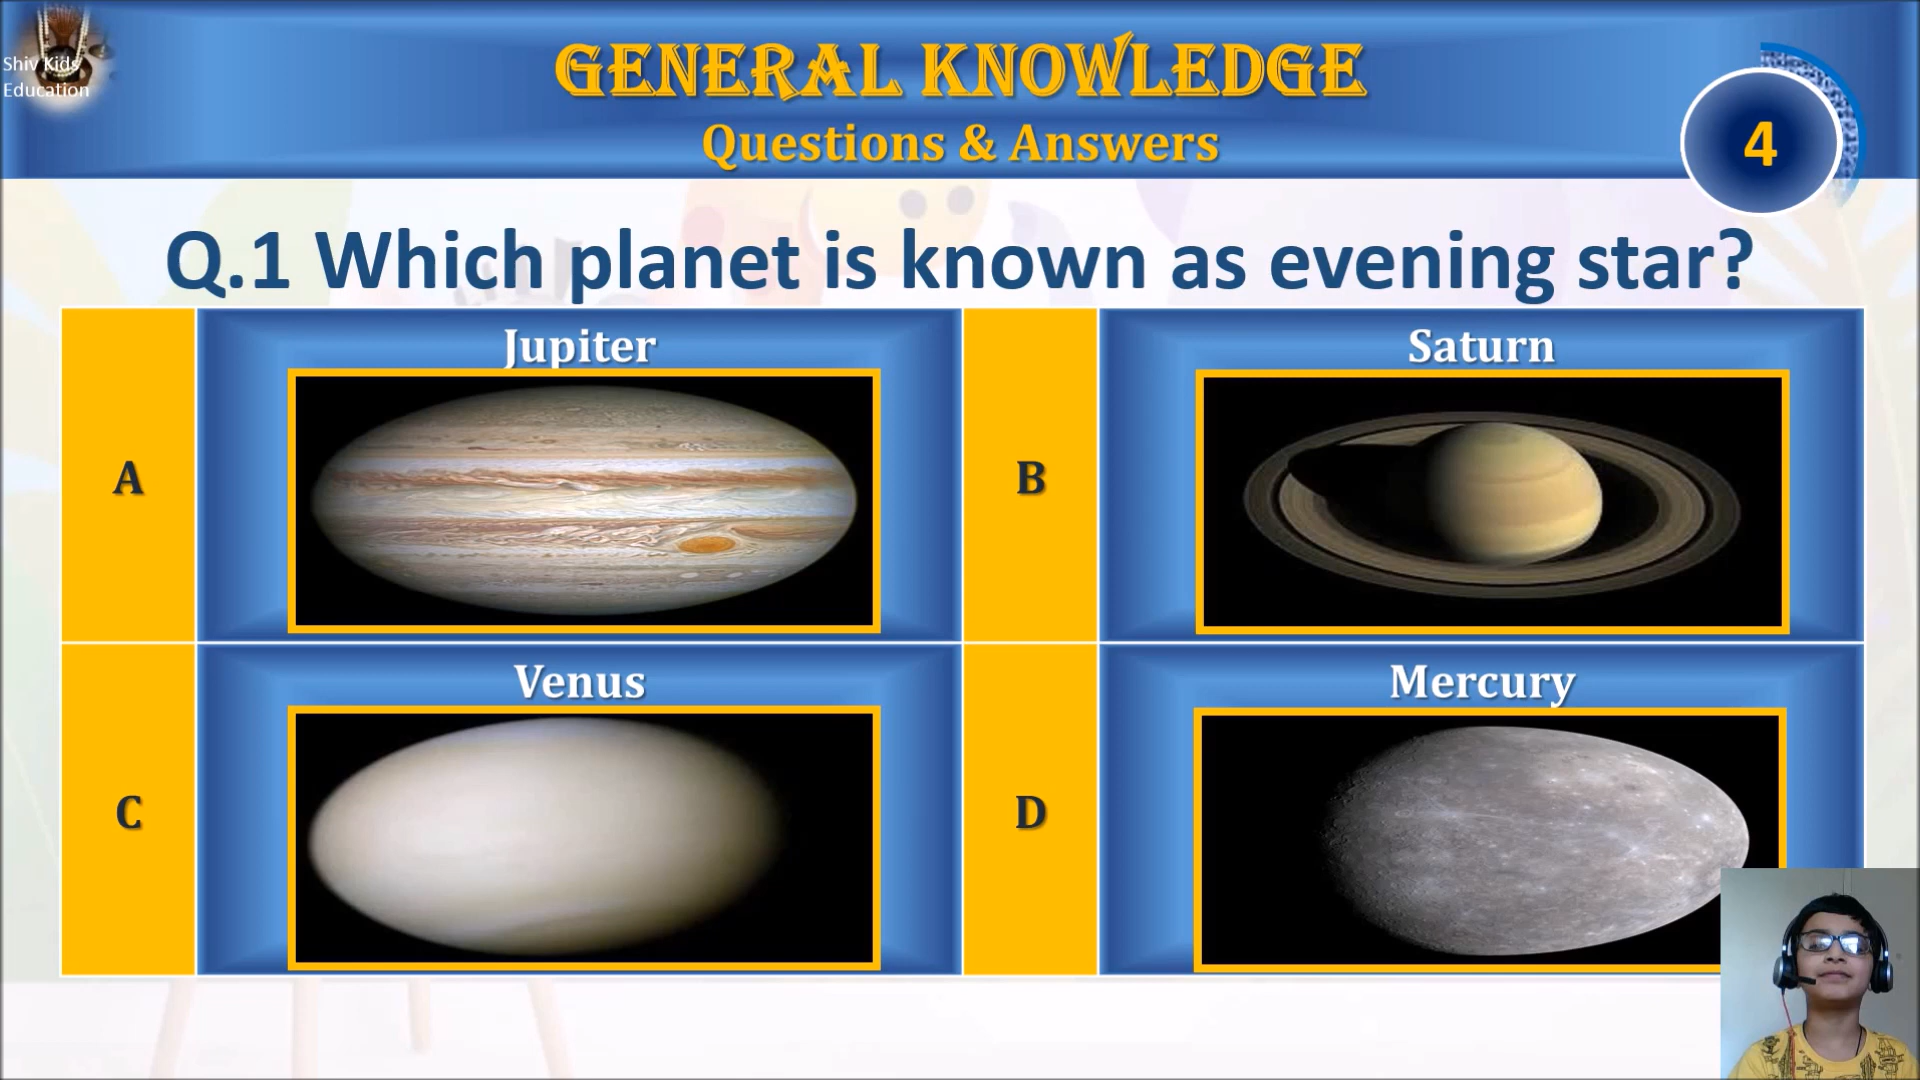 Shiv Kids
Education
GENERAL KNOWLEDGE
Questions & Answers
4
Q.1 Which planet is known as evening star?
A
Jupiter
B
Saturn
C
Venus
D
Mercury